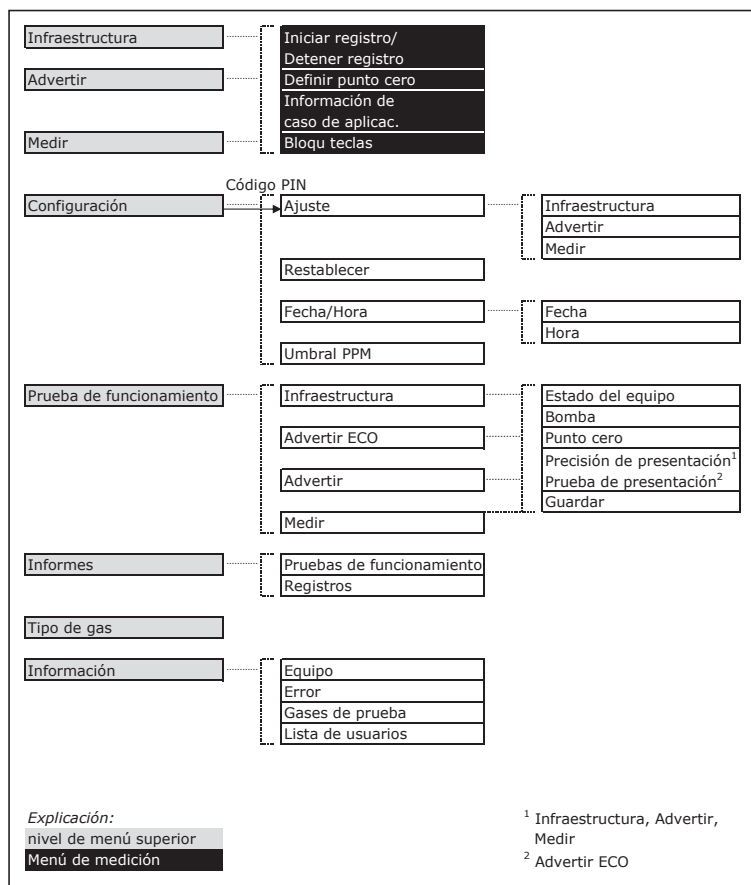 Infraestructura
Iniciar registro/
Detener registro
Advertir
Definir punto cero
Información de
caso de aplicac.
Medir
Bloqu teclas
Código PIN
Configuración
Ajuste
Infraestructura
Advertir
Medir
Restablecer
Fecha/Hora
Fecha
Hora
Umbral PPM
Prueba de funcionamiento
Infraestructura
Estado del equipo
Bomba
Advertir ECO
Punto cero
Precisión de presentación¹
Advertir
Prueba de presentación²
Guardar
Medir
Informes
Pruebas de funcionamiento
Registros
Tipo de gas
Información
Equipo
Error
Gases de prueba
Lista de usuarios
Explicación:
nivel de menú superior
Menú de medición
¹ Infraestructura, Advertir,
Medir
² Advertir ECO